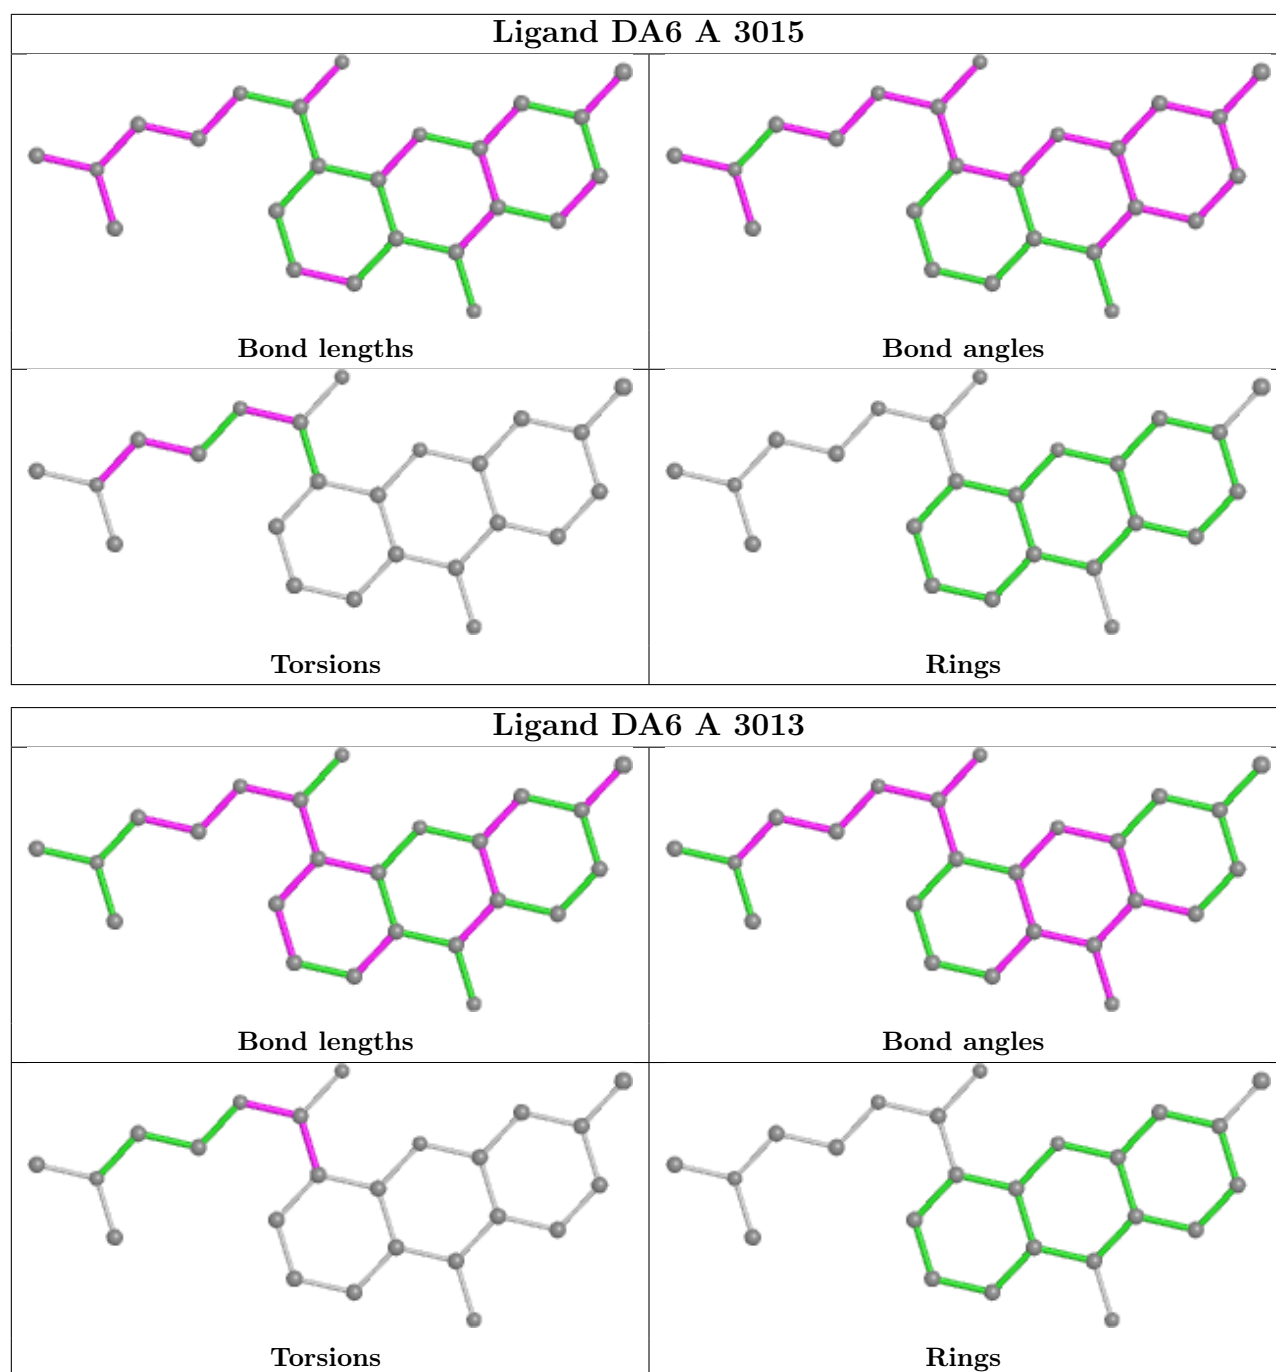 Ligand DA6 A 3015
Bond lengths
Bond angles
Torsions
Rings
Ligand DA6 A 3013
Bond lengths
Bond angles
Torsions
Rings